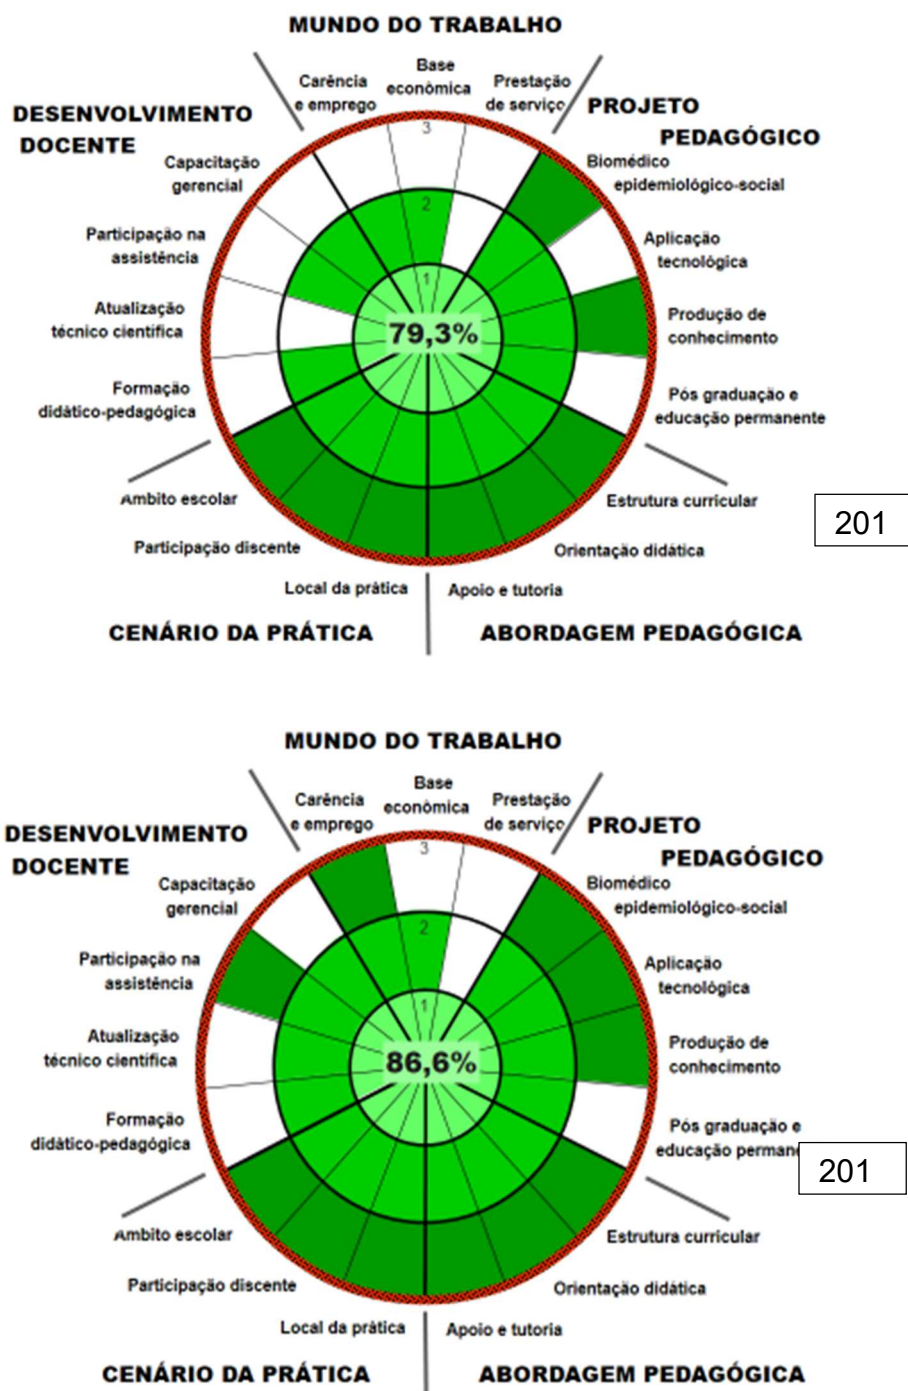 MUNDO DO TRABALHO
Carência
e emprego
Base
econômica
Prestação
de serviço
DESENVOLVIMENTO
DOCENTE
PROJETO
PEDAGÓGICO
Capacitação
gerencial
Participação na
assistência
Atualização
técnico científica
Formação
didático-pedagógica
3
2
1
79,3%
Biomédico
epidemiológico-social
Aplicação
tecnológica
Produção de
conhecimento
Pós graduação e
educação permanente
Ambito escolar
Participação discente
Local da prática
Estrutura curricular
Orientação didática
Apoio e tutoria
201
CENÁRIO DA PRÁTICA
ABORDAGEM PEDAGÓGICA
MUNDO DO TRABALHO
Carência
e emprego
Base
econômica
Prestação
de serviço
DESENVOLVIMENTO
DOCENTE
PROJETO
PEDAGÓGICO
Capacitação
gerencial
Participação na
assistência
Atualização
técnico científica
Formação
didático-pedagógica
3
2
1
86,6%
Biomédico
epidemiológico-social
Aplicação
tecnológica
Produção de
conhecimento
Pós graduação e
educação permane
201
Ambito escolar
Participação discente
Local da prática
Estrutura curricular
Orientação didática
Apoio e tutoria
CENÁRIO DA PRÁTICA
ABORDAGEM PEDAGÓGICA